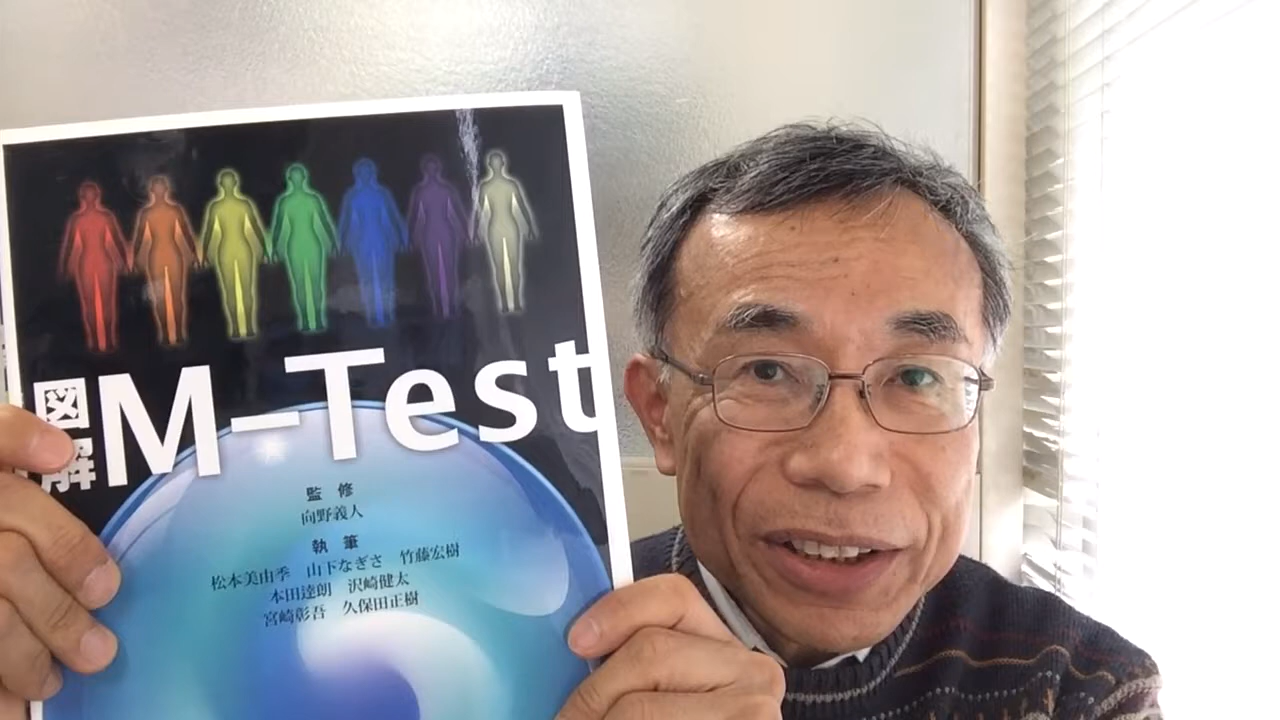 図解 M-Test
監修
向野義人
執筆
松本美由季 山下なぎさ 竹藤宏樹
本田達朗 沢崎健太
宮崎彰吾 久保田正樹